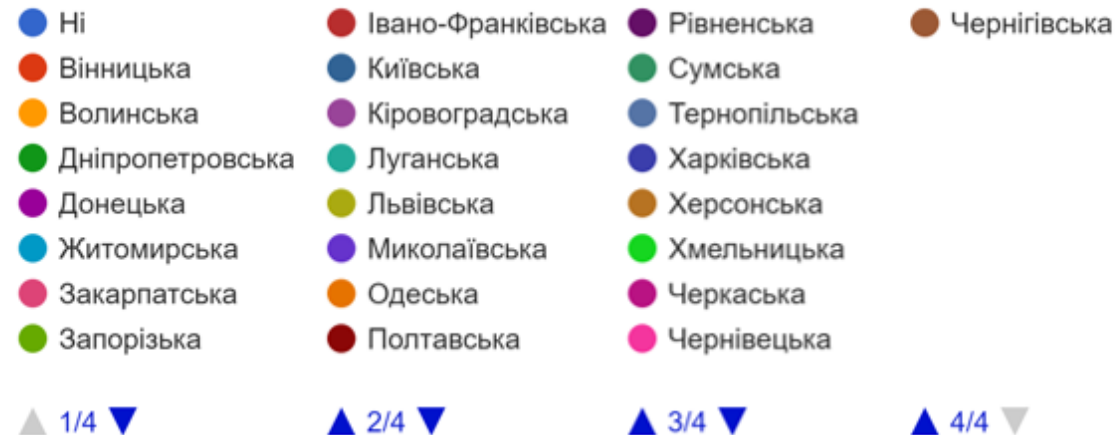 Ні
Вінницька
Волинська
Дніпропетровська
Донецька
Житомирська
Закарпатська
Запорізька
1/4
Івано-Франківська
Київська
Кіровоградська
Луганська
Львівська
Миколаївська
Одеська
Полтавська
2/4
Рівненська
Сумська
Тернопільська
Харківська
Херсонська
Хмельницька
Черкаська
Чернівецька
3/4
Чернігівська
4/4